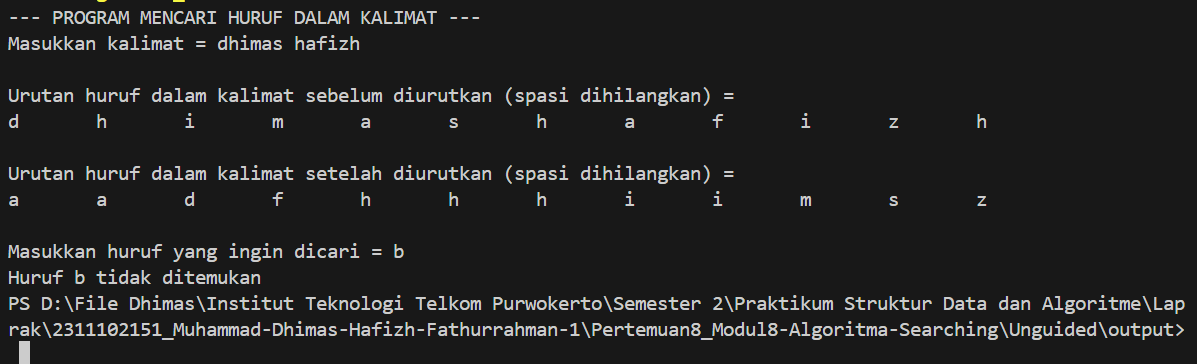 --- PROGRAM MENCARI HURUF DALAM KALIMAT ---
Masukkan kalimat = dhimas hafizh
Urutan huruf dalam kalimat sebelum diurutkan (spasi dihilangkan) =
d h i m a s h a f i z h
Urutan huruf dalam kalimat setelah diurutkan (spasi dihilangkan) =
a a d f h h h i i m s z
Masukkan huruf yang ingin dicari = b
Huruf b tidak ditemukan
PS D:\File Dhimas\Institut Teknologi Telkom Purwokerto\Semester 2\Praktikum Struktur Data dan Algoritme\Lap
rak\2311102151_Muhammad-Dhimas-Hafizh-Fathurrahman-1\Pertemuan8_Modul8-Algoritma-Searching\Unguided\output>